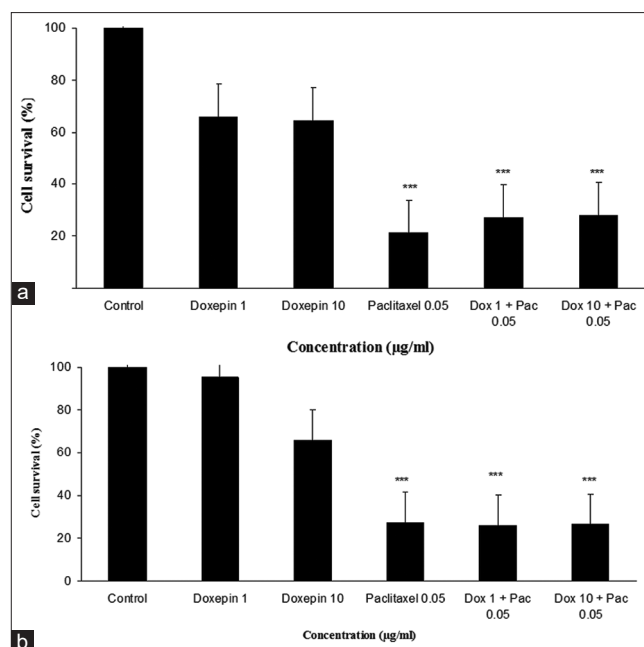 100
80
60
40
20
Cell survival (%)
***
***
***
a
Control
Doxepin 1
Doxepin 10
Paclitaxel 0.05
Dox 1 + Pac
0.05
Dox 10 + Pac
0.05
Concentration (µg/ml)
100
80
60
40
20
0
Cell survival (%)
***
***
***
Control
Doxepin 1
Doxepin 10
Paclitaxel 0.05
Dox 1 + Pac
0.05
Dox 10 + Pac
0.05
b
Concentration (µg/ml)